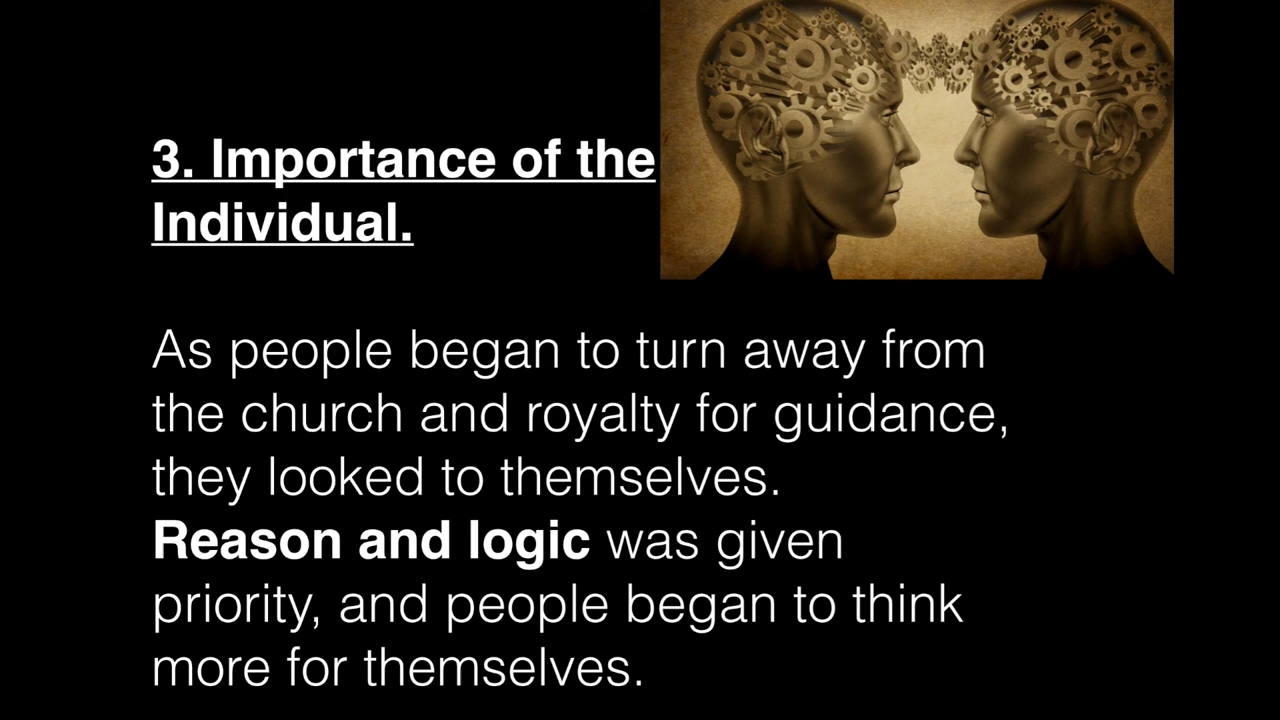 3. Importance of the
Individual.
As people began to turn away from
the church and royalty for guidance,
they looked to themselves.
Reason and logic was given
priority, and people began to think
more for themselves.